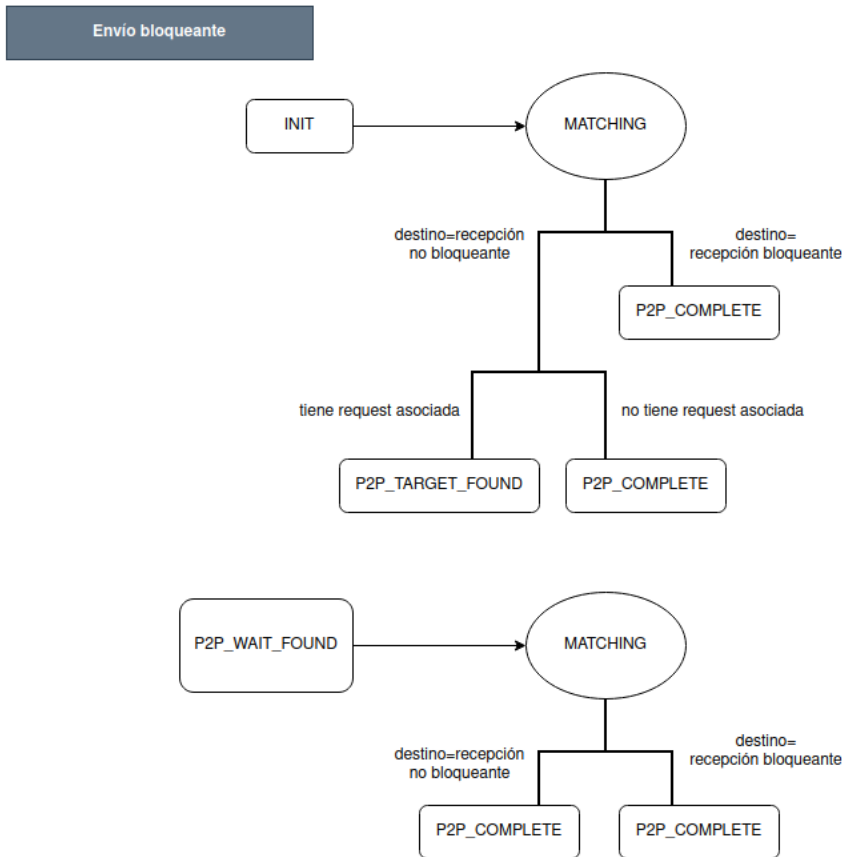 Envío bloqueante
INIT
MATCHING
destino=recepción
no bloqueante
destino=
recepción bloqueante
P2P_COMPLETE
tiene request asociada
no tiene request asociada
P2P_TARGET_FOUND
P2P_COMPLETE
P2P_WAIT_FOUND
MATCHING
destino=recepción
no bloqueante
destino=
recepción bloqueante
P2P_COMPLETE
P2P_COMPLETE